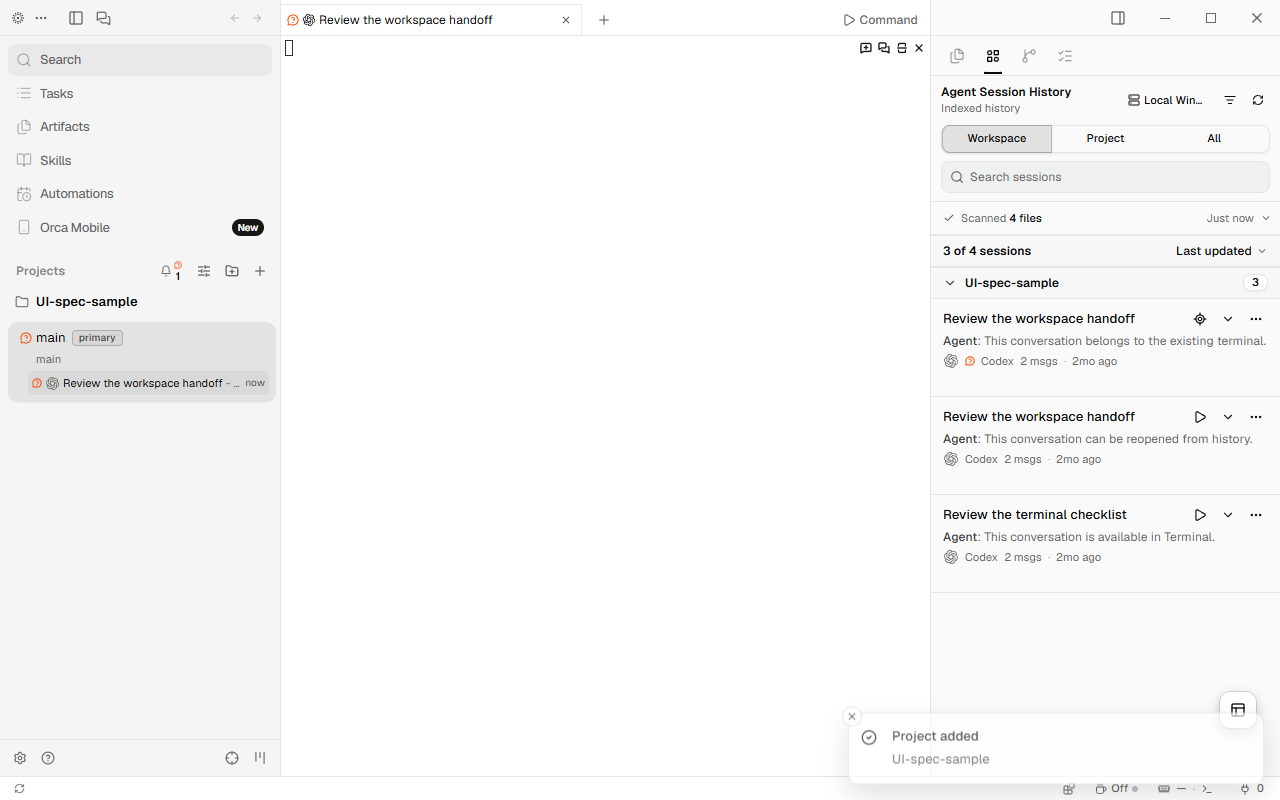 Review the workspace handoff
Command
Search
Tasks
Artifacts
Skills
Automations
Orca Mobile
New
Projects
1
UI-spec-sample
main
primary
main
Review the workspace handoff - ...
now
Agent Session History
Indexed history
Local Win...
Workspace
Project
All
Search sessions
Scanned 4 files
Just now
3 of 4 sessions
Last updated
UI-spec-sample
3
Review the workspace handoff
Agent: This conversation belongs to the existing terminal.
Codex 2 msgs · 2mo ago
Review the workspace handoff
Agent: This conversation can be reopened from history.
Codex 2 msgs · 2mo ago
Review the terminal checklist
Agent: This conversation is available in Terminal.
Codex 2 msgs · 2mo ago
Project added
UI-spec-sample
Off
— ·
0